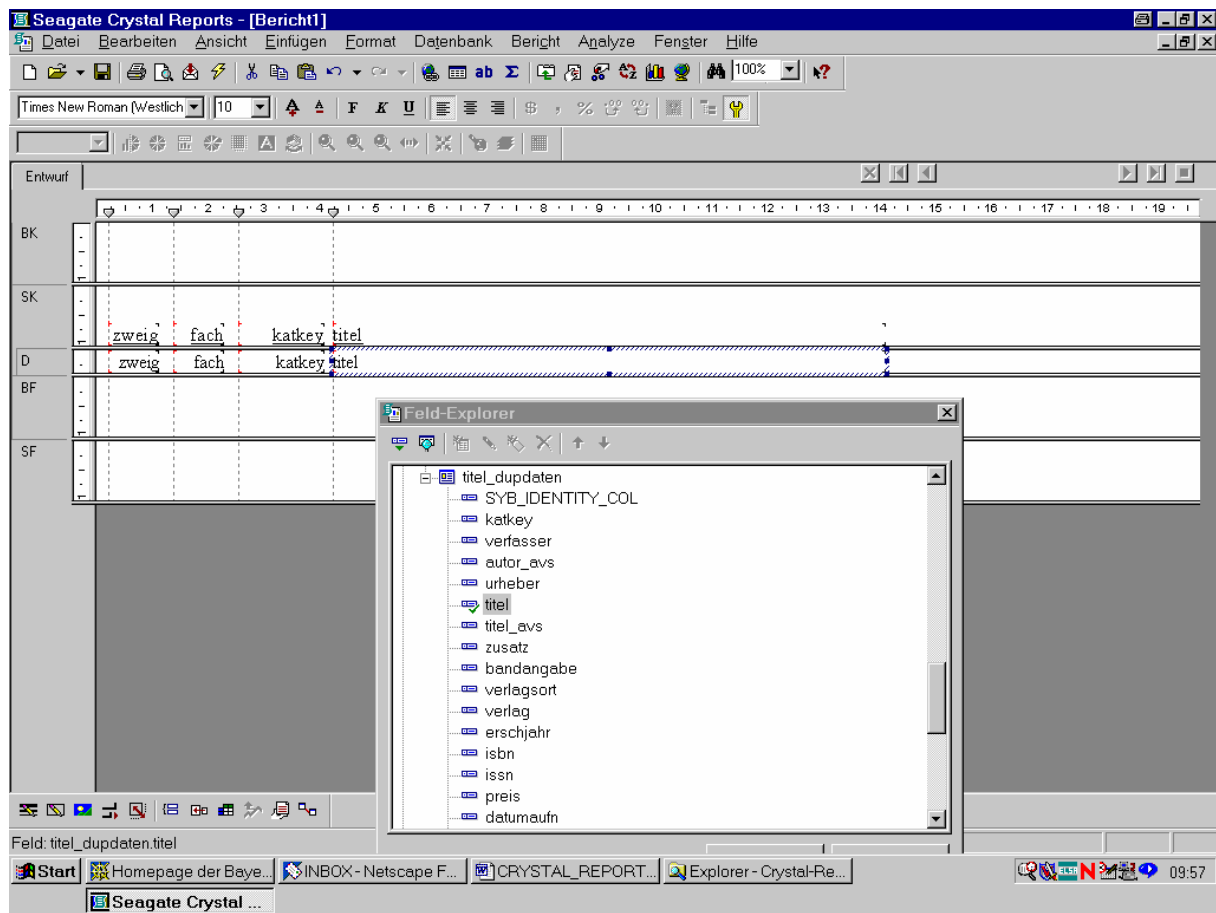 Seagate Crystal Reports - [Bericht1]
Datei Bearbeiten Ansicht Einfügen Format Datenbank Bericht Analyze Fenster Hilfe
ab Σ 100%
Times New Roman (Westlich 10 F K U
Entwurf
1 2 3 4 5 6 7 8 9 10 11 12 13 14 15 16 17 18 19
BK
SK
zweig fach katkey titel
D zweig fach katkey titel
BF
SF
Feld-Explorer
titel_dupdaten
SYB_IDENTITY_COL
katkey
verfasser
autor_avs
urheber
titel
titel_avs
zusatz
bandangabe
verlagsort
verlag
erschjahr
isbn
issn
preis
datumaufn
Feld: titel_dupdaten.titel
Start Homepage der Baye... INBOX - Netscape F... CRYSTAL_REPORT... Explorer - Crystal-Re... ELSA N 09:57
Seagate Crystal ...